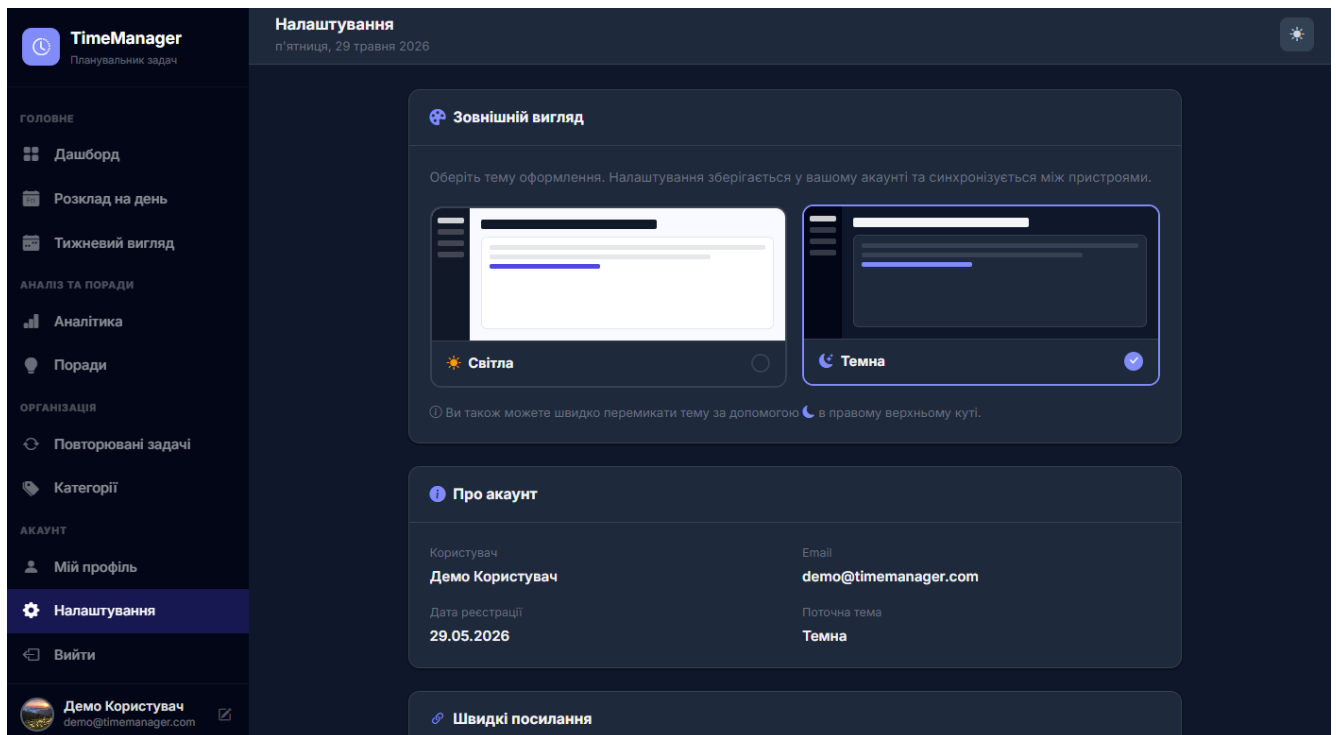 TimeManager
Планувальник задач
ГОЛОВНЕ
Дашборд
Розклад на день
Тижневий вигляд
АНАЛІЗ ТА ПОРАДИ
Аналітика
Поради
ОРГАНІЗАЦІЯ
Повторювані задачі
Категорії
АКАУНТ
Мій профіль
Налаштування
Вийти
Демо Користувач
demo@timemanager.com
Налаштування
п'ятниця, 29 травня 2026
Зовнішній вигляд
Оберіть тему оформлення. Налаштування зберігається у вашому акаунті та синхронізується між пристроями.
Світла
Темна
Ви також можете швидко перемикати тему за допомогою в правому верхньому куті.
Про акаунт
Користувач
Демо Користувач
Email
demo@timemanager.com
Дата реєстрації
29.05.2026
Поточна тема
Темна
Швидкі посилання